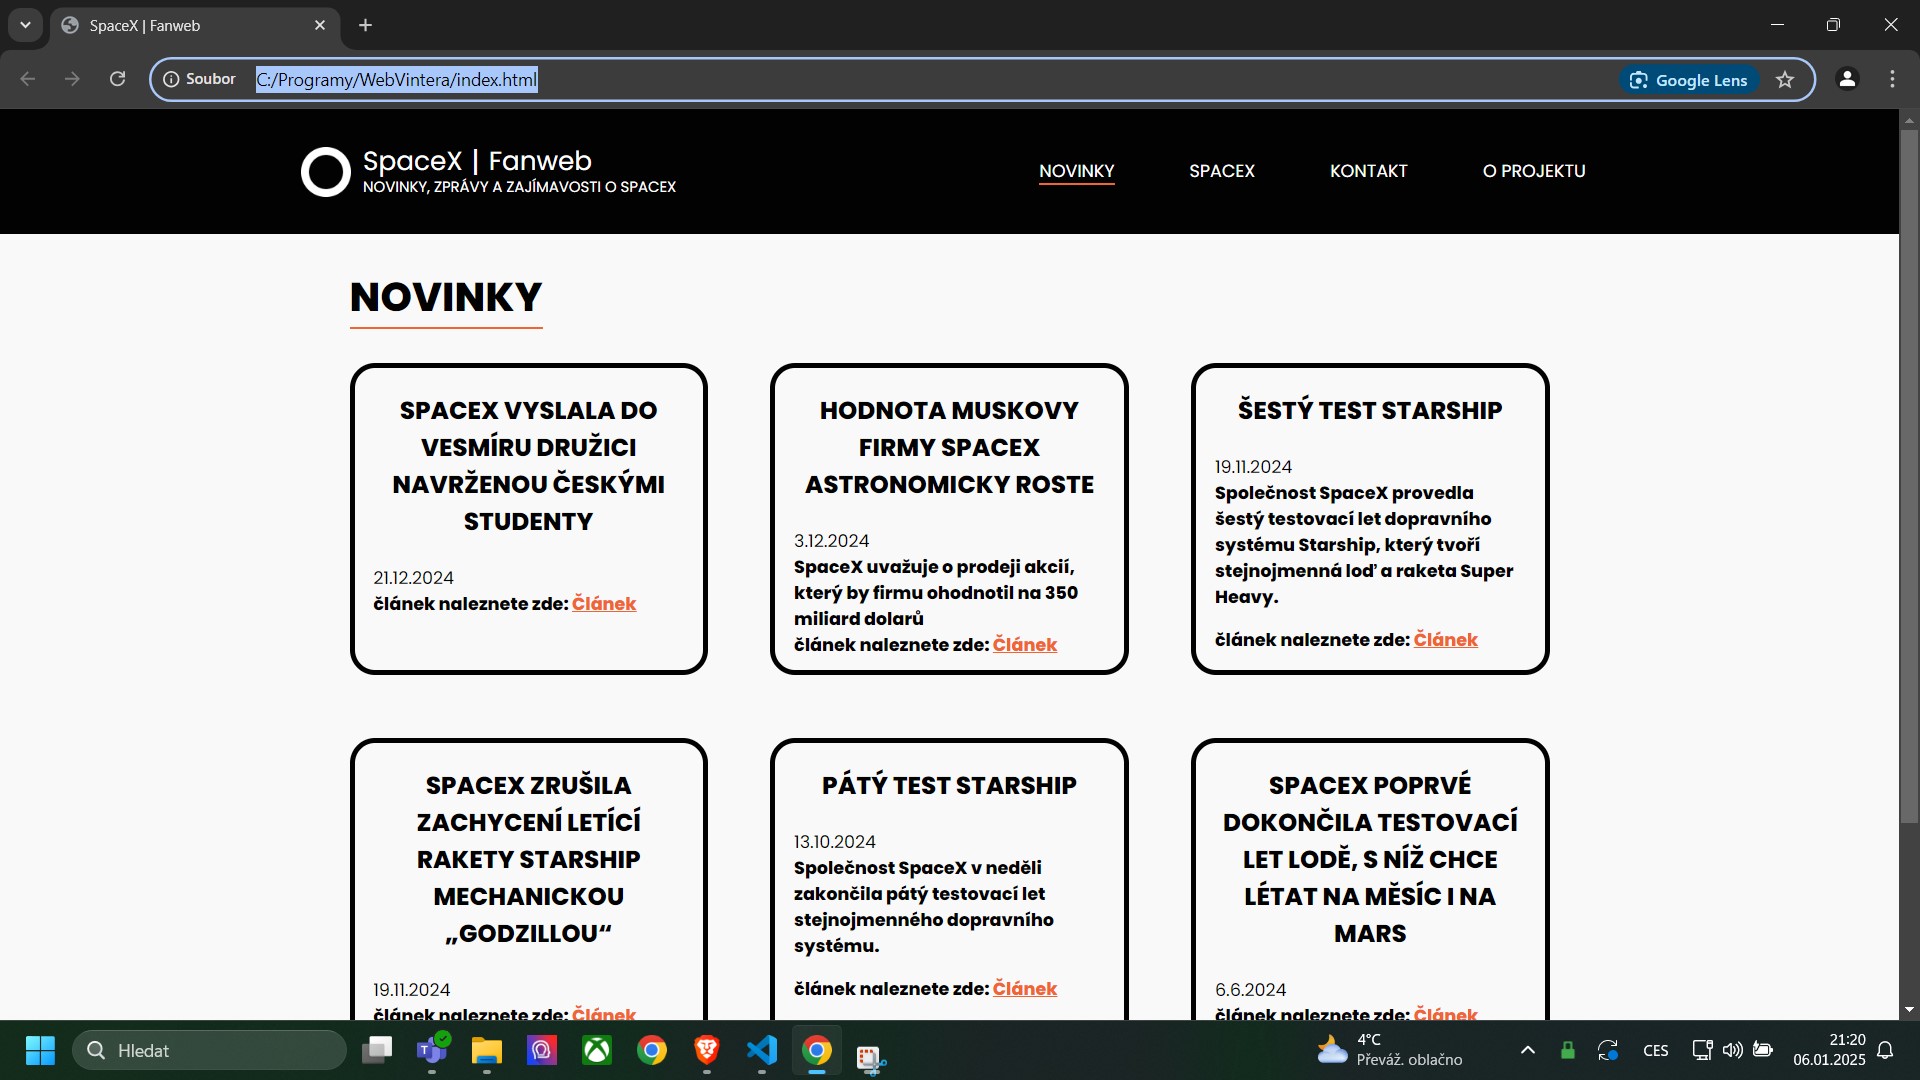 SpaceX | Fanweb
Soubor
C:/Programy/WebVintera/index.html
Google Lens
SpaceX | Fanweb
NOVINKY, ZPRÁVY A ZAJÍMAVOSTI O SPACEX
NOVINKY
SPACEX
KONTAKT
O PROJEKTU
NOVINKY
SPACEX VYSLALA DO
VESMÍRU DRUŽICI
NAVRŽENOU ČESKÝMI
STUDENTY
21.12.2024
článek naleznete zde: Článek
HODNOTA MUSKOVY
FIRMY SPACEX
ASTRONOMICKY ROSTE
3.12.2024
SpaceX uvažuje o prodeji akcií,
který by firmu ohodnotil na 350
miliard dolarů
článek naleznete zde: Článek
ŠESTÝ TEST STARSHIP
19.11.2024
Společnost SpaceX provedla
šestý testovací let dopravního
systému Starship, který tvoří
stejnojmenná loď a raketa Super
Heavy.
článek naleznete zde: Článek
SPACEX ZRUŠILA
ZACHYCENÍ LETÍCÍ
RAKETY STARSHIP
MECHANICKOU
„GODZILLOU“
19.11.2024
článek naleznete zde: Článek
PÁTÝ TEST STARSHIP
13.10.2024
Společnost SpaceX v neděli
zakončila pátý testovací let
stejnojmenného dopravního
systému.
článek naleznete zde: Článek
SPACEX POPRVÉ
DOKONČILA TESTOVACÍ
LET LODĚ, S NÍŽ CHCE
LÉTAT NA MĚSÍC I NA
MARS
6.6.2024
článek naleznete zde: Článek
Hledat
4°C
Převáž. oblačno
CES
21:20
06.01.2025